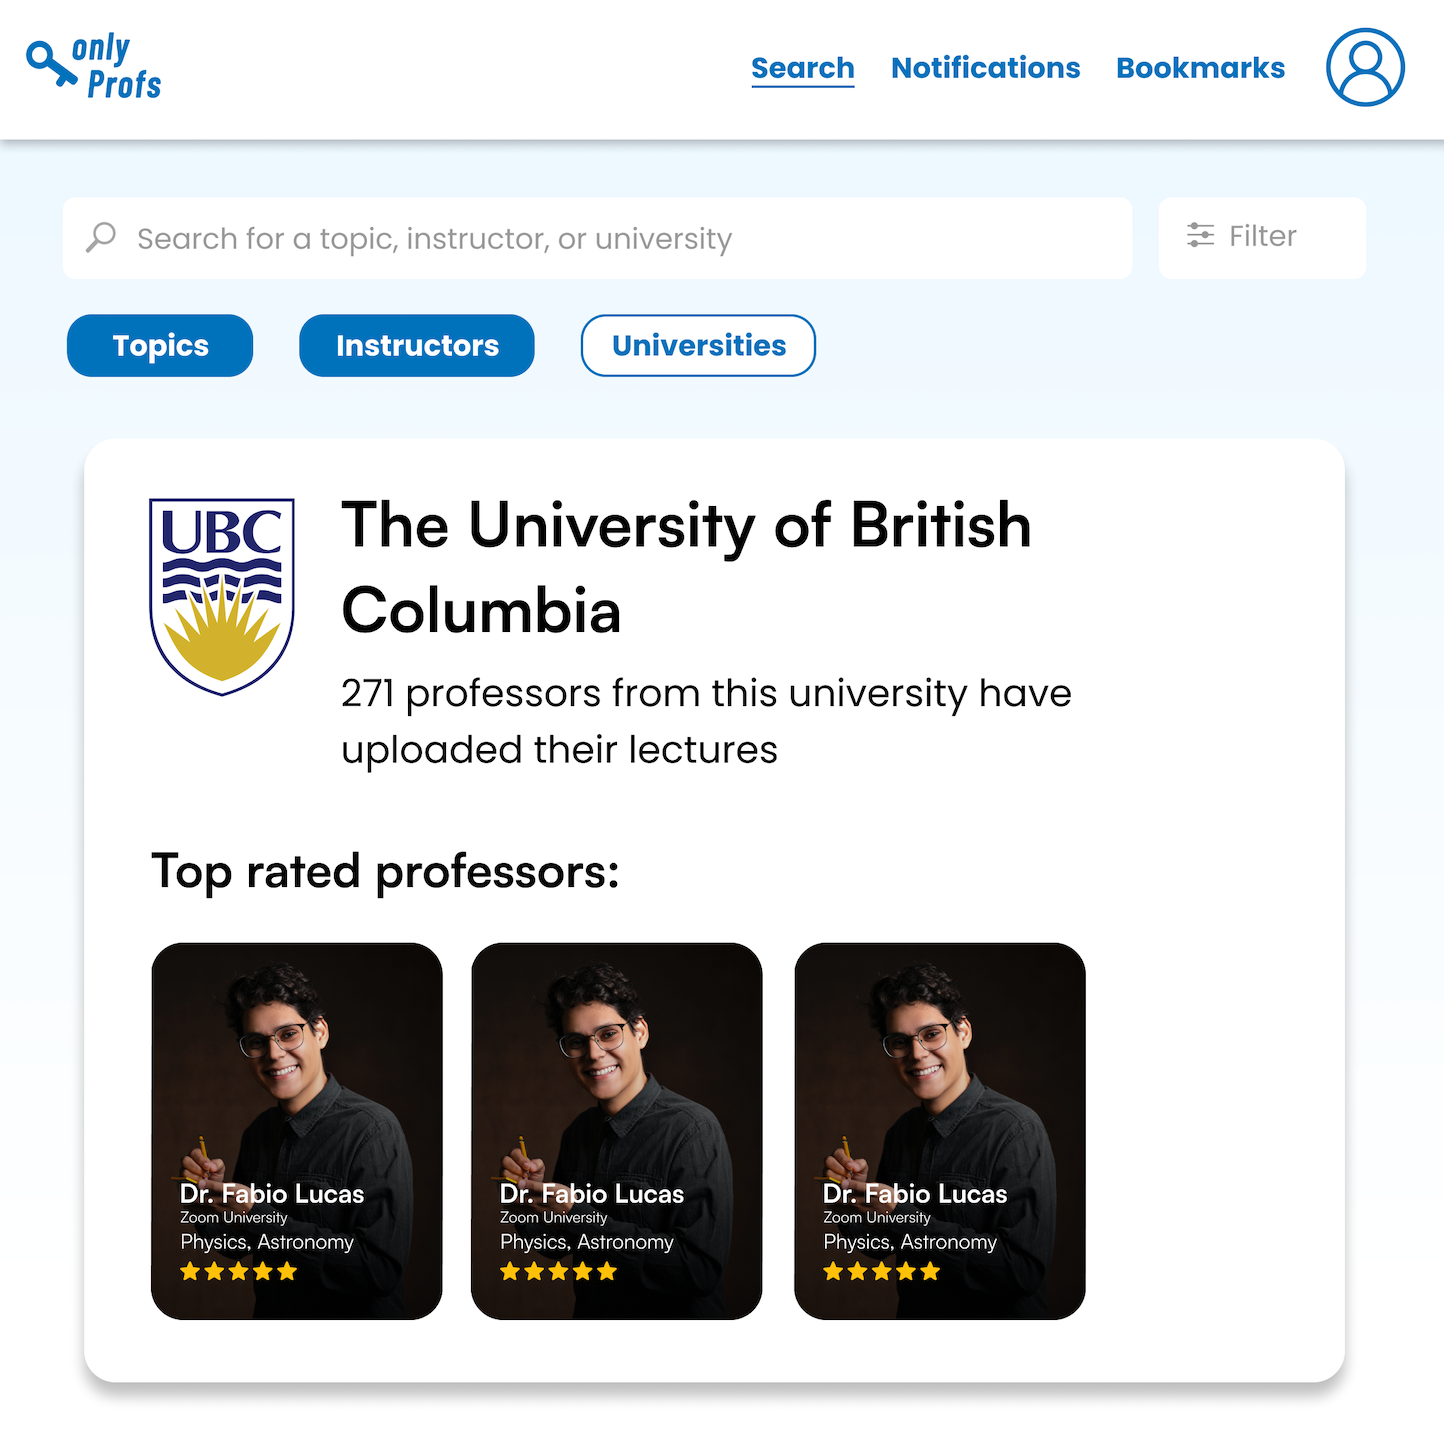 only
Profs
Search Notifications Bookmarks
Search for a topic, instructor, or university
Filter
Topics Instructors Universities
UBC
The University of British
Columbia
271 professors from this university have
uploaded their lectures
Top rated professors:
Dr. Fabio Lucas
Zoom University
Physics, Astronomy
Dr. Fabio Lucas
Zoom University
Physics, Astronomy
Dr. Fabio Lucas
Zoom University
Physics, Astronomy